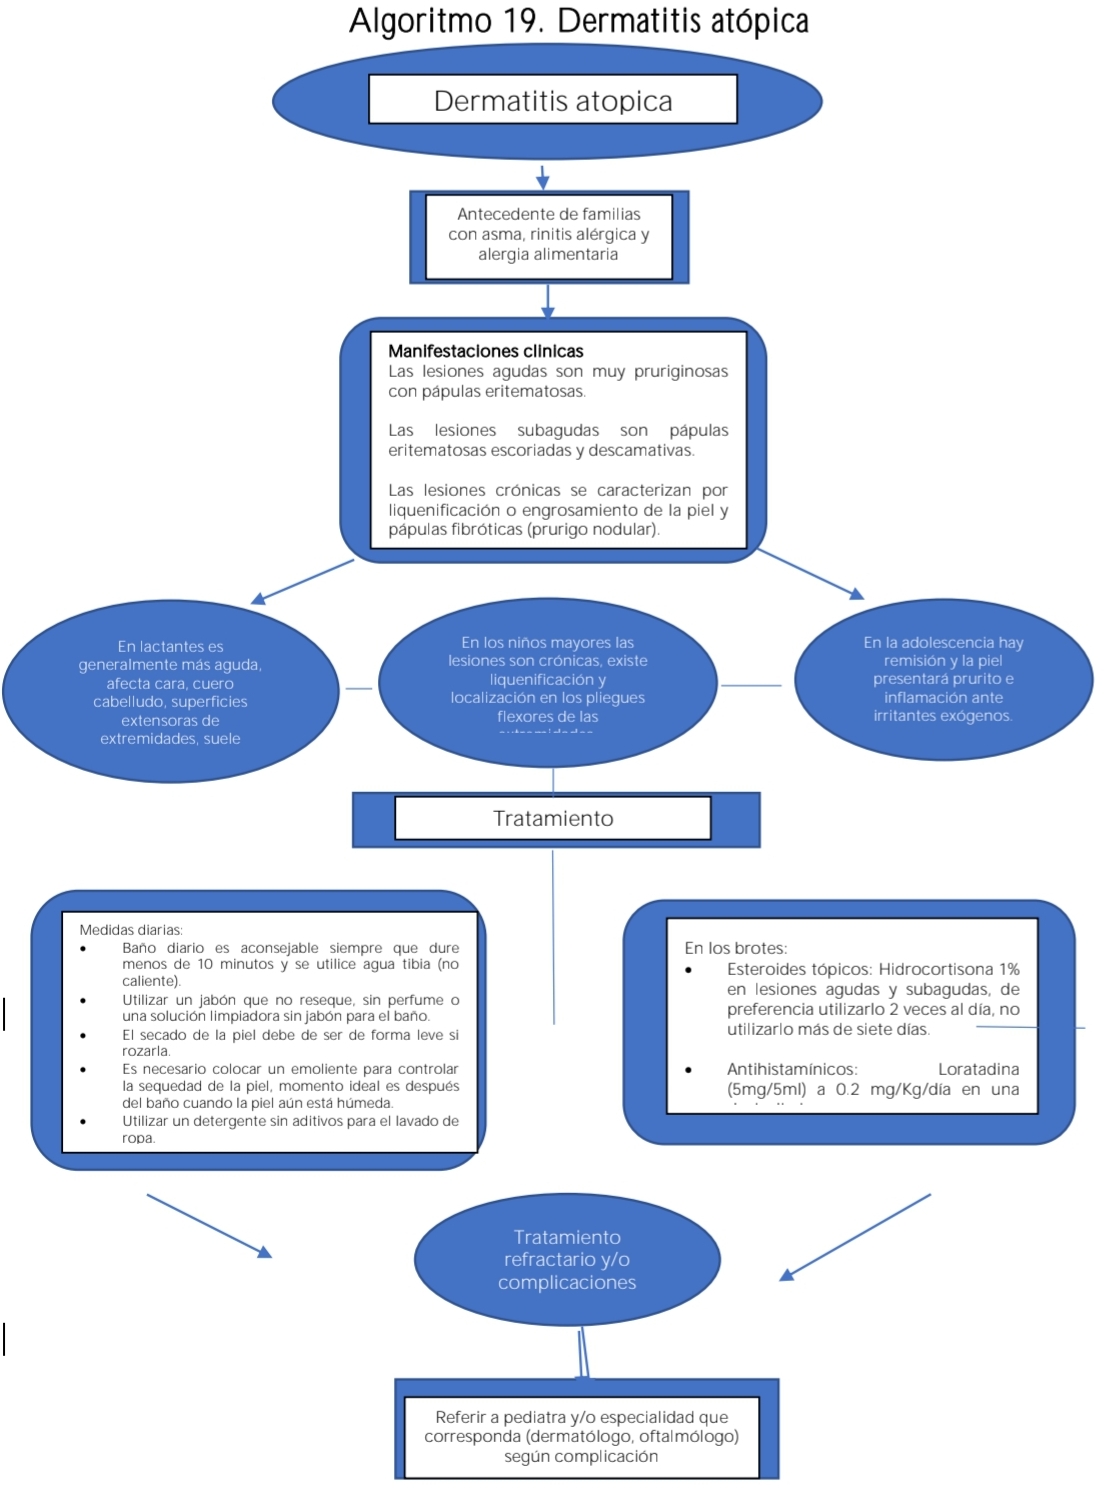 Algoritmo 19. Dermatitis atópica
Dermatitis atopica
Antecedente de familias
con asma, rinitis alérgica y
alergia alimentaria
Manifestaciones clinicas
Las lesiones agudas son muy pruriginosas
con pápulas eritematosas.
Las lesiones subagudas son pápulas
eritematosas escoriadas y descamativas.
Las lesiones crónicas se caracterizan por
liquenificación o engrosamiento de la piel y
pápulas fibróticas (prurigo nodular).
En lactantes es
generalmente más aguda,
afecta cara, cuero
cabelludo, superficies
extensoras de
extremidades, suele
En los niños mayores las
lesiones son crónicas, existe
liquenificación y
localización en los pliegues
flexores de las
En la adolescencia hay
remisión y la piel
presentará prurito e
inflamación ante
irritantes exógenos.
Tratamiento
Medidas diarias:
• Baño diario es aconsejable siempre que dure
menos de 10 minutos y se utilice agua tibia (no
caliente).
• Utilizar un jabón que no reseque, sin perfume o
una solución limpiadora sin jabón para el baño.
• El secado de la piel debe de ser de forma leve si
rozarla.
• Es necesario colocar un emoliente para controlar
la sequedad de la piel, momento ideal es después
del baño cuando la piel aún está húmeda.
• Utilizar un detergente sin aditivos para el lavado de
ropa.
En los brotes:
• Esteroides tópicos: Hidrocortisona 1%
en lesiones agudas y subagudas, de
preferencia utilizarlo 2 veces al día, no
utilizarlo más de siete días.
• Antihistamínicos: Loratadina
(5mg/5ml) a 0.2 mg/Kg/día en una
Tratamiento
refractario y/o
complicaciones
Referir a pediatra y/o especialidad que
corresponda (dermatólogo, oftalmólogo)
según complicación